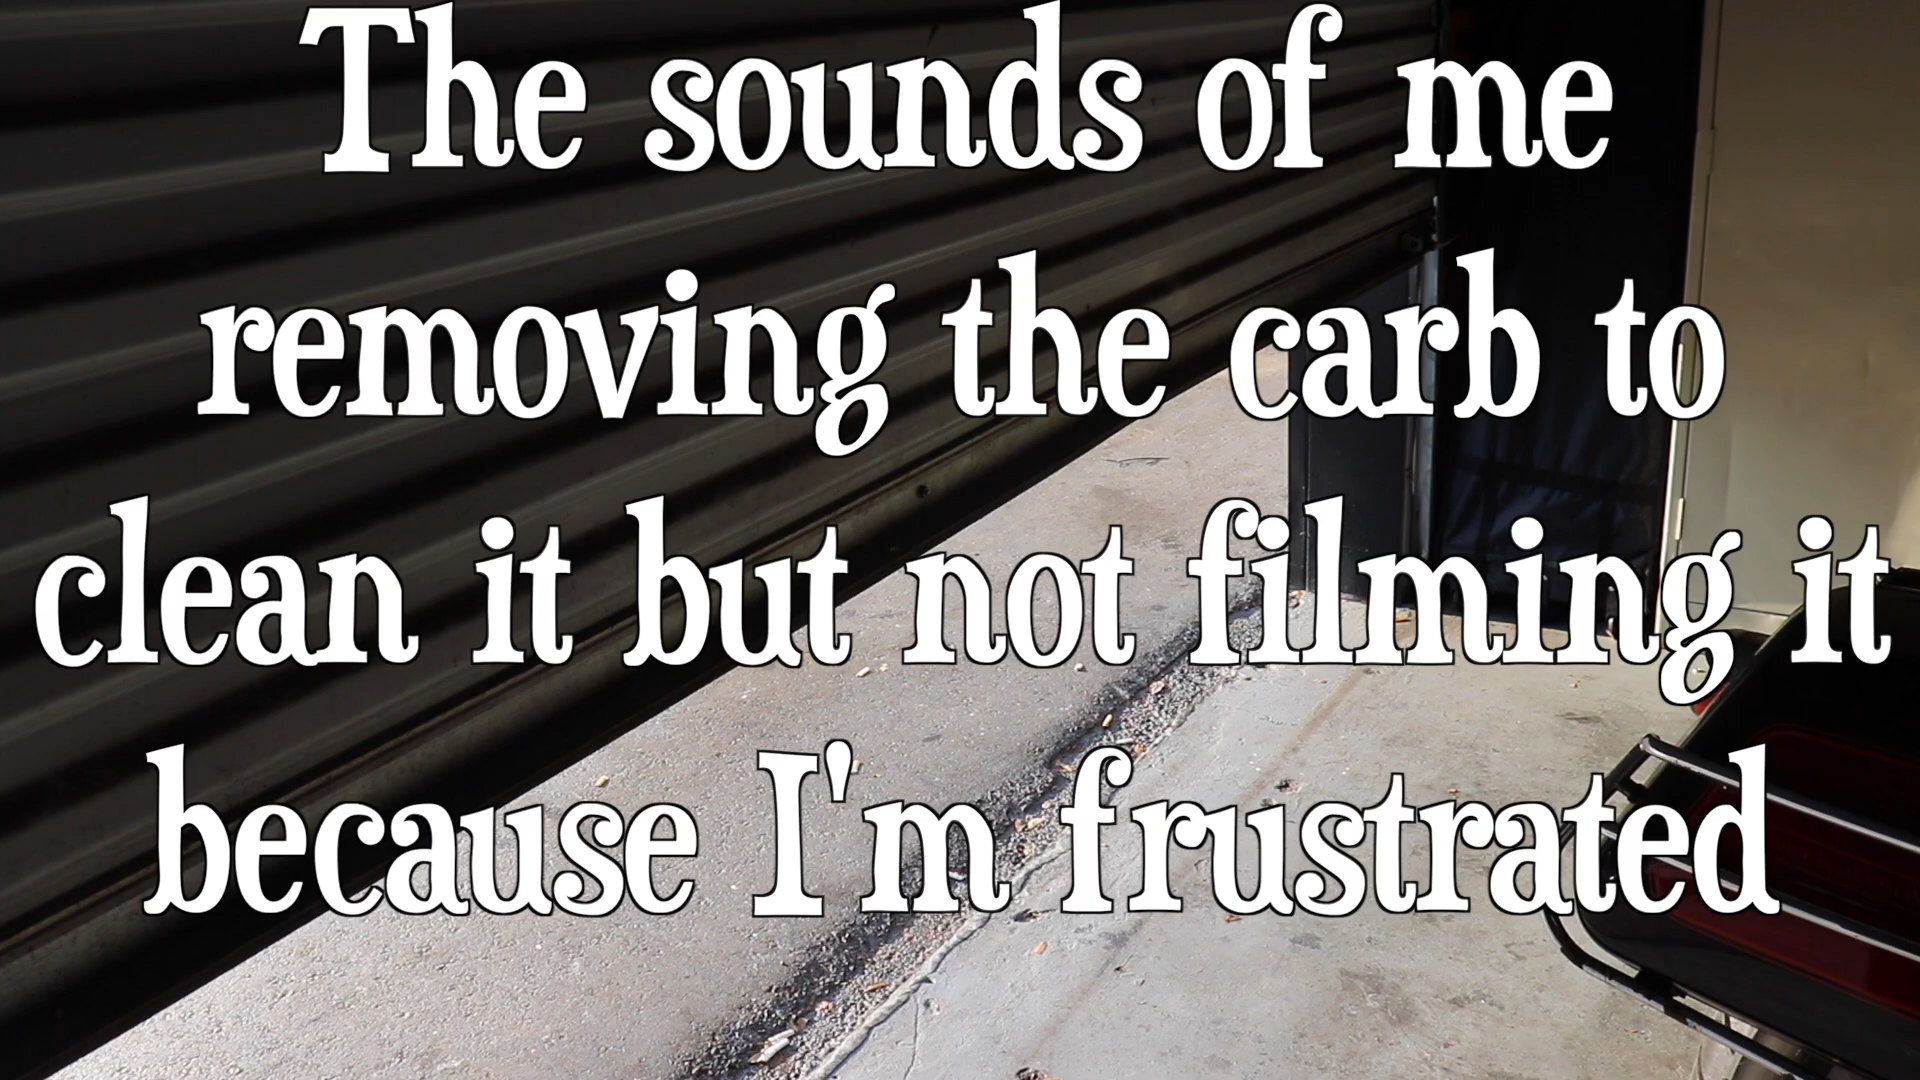 The sounds of me
removing the carb to
clean it but not filming it
because I'm frustrated